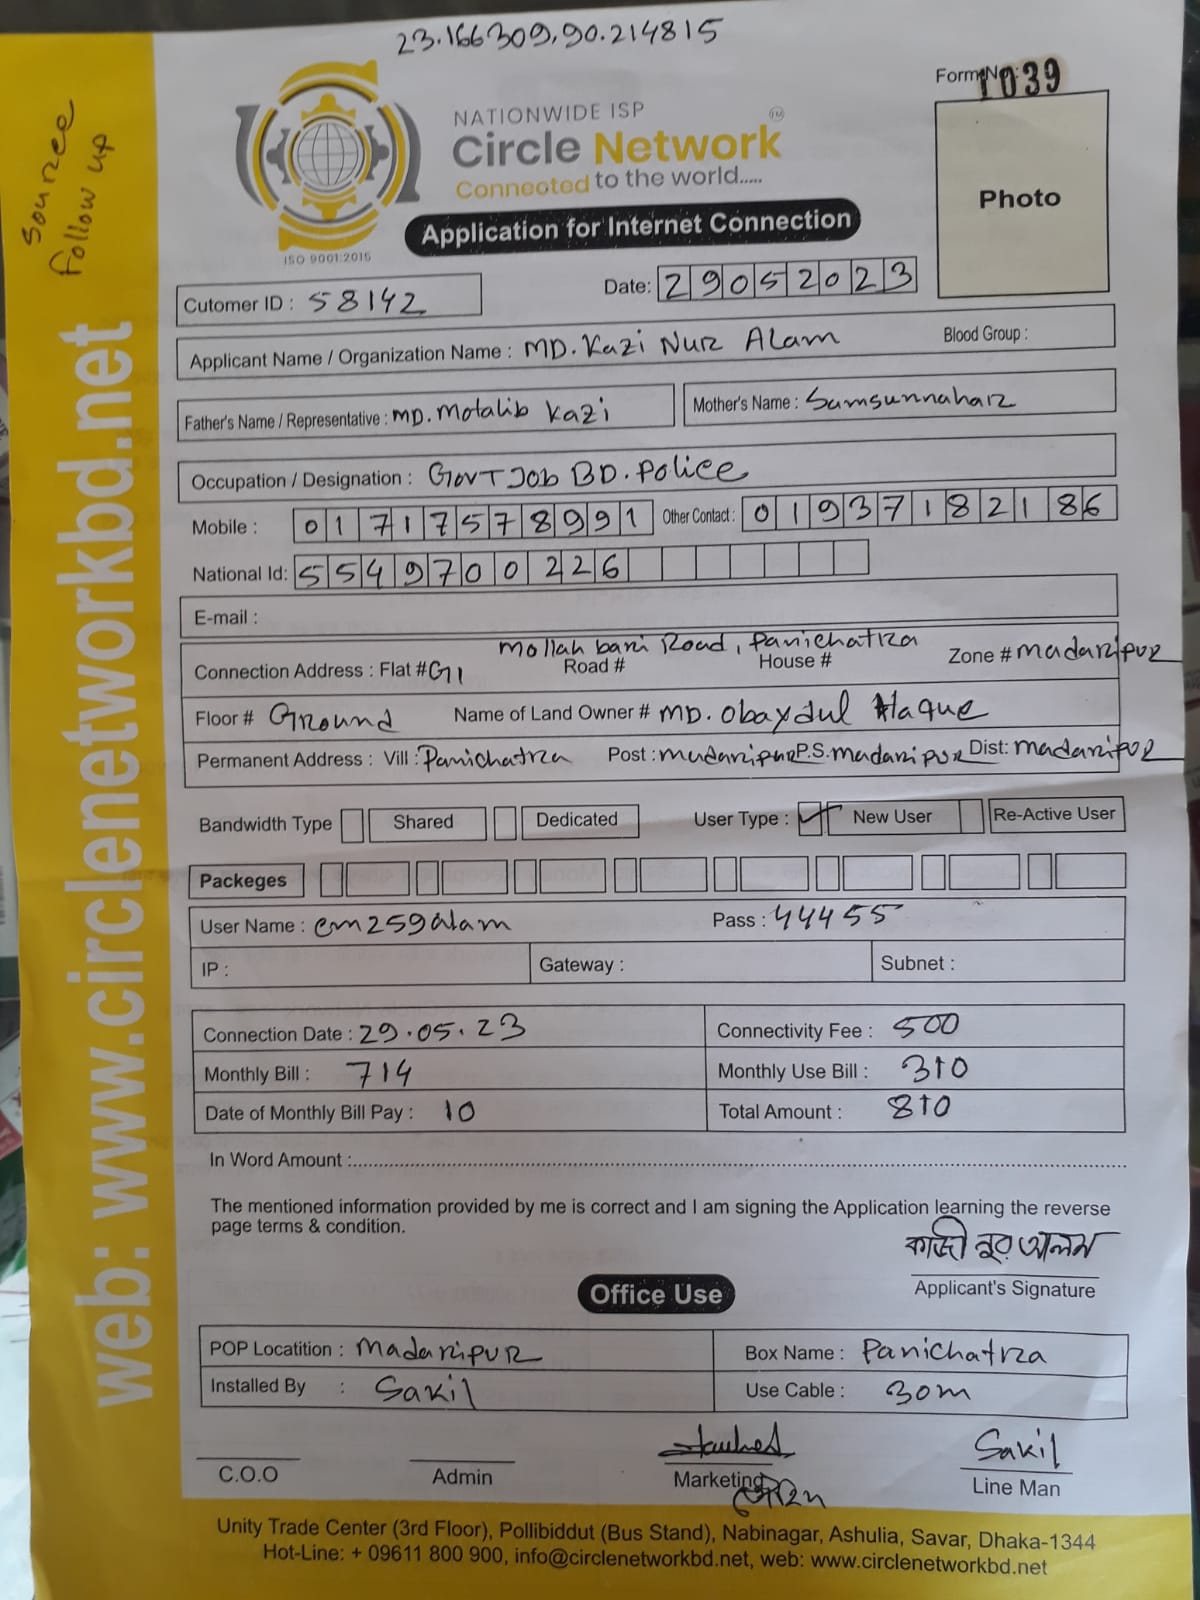 23.166309,90.214815
Form No: 1039
NATIONWIDE ISP
Circle Network TM
Connected to the world.....
ISO 9001:2015
Application for Internet Connection
Photo
Source
Follow up
web: www.circlenetworkbd.net
Cutomer ID : 58142
Date: 29052023
Applicant Name / Organization Name : MD. Kazi Nur Alam
Blood Group :
Father's Name / Representative : MD. Motalib Kazi
Mother's Name : Samsunnahar
Occupation / Designation : Govt Job BD. Police
Mobile : 01717578991 Other Contact : 01937182186
National Id: 5549700226
E-mail :
Mollah bari Road, Panichatra
Connection Address : Flat # G1 Road # House # Zone # madaripur
Floor # Ground Name of Land Owner # MD. Obaydul Haque
Permanent Address : Vill : Panichatra Post : madaripur P.S. madaripur Dist: madaripur
Bandwidth Type Shared Dedicated User Type : New User Re-Active User
Packeges
User Name : cm259alam Pass : 44455
IP : Gateway : Subnet :
Connection Date : 29.05.23 Connectivity Fee : 500
Monthly Bill : 714 Monthly Use Bill : 310
Date of Monthly Bill Pay : 10 Total Amount : 810
In Word Amount :
The mentioned information provided by me is correct and I am signing the Application learning the reverse
page terms & condition.
কাজী নুর আলম
Applicant's Signature
Office Use
POP Locatition : Madaripur Box Name : Panichatra
Installed By : Sakil Use Cable : 30m
Sakil
C.O.O Admin Marketing Line Man
Unity Trade Center (3rd Floor), Pollibiddut (Bus Stand), Nabinagar, Ashulia, Savar, Dhaka-1344
Hot-Line: + 09611 800 900, info@circlenetworkbd.net, web: www.circlenetworkbd.net